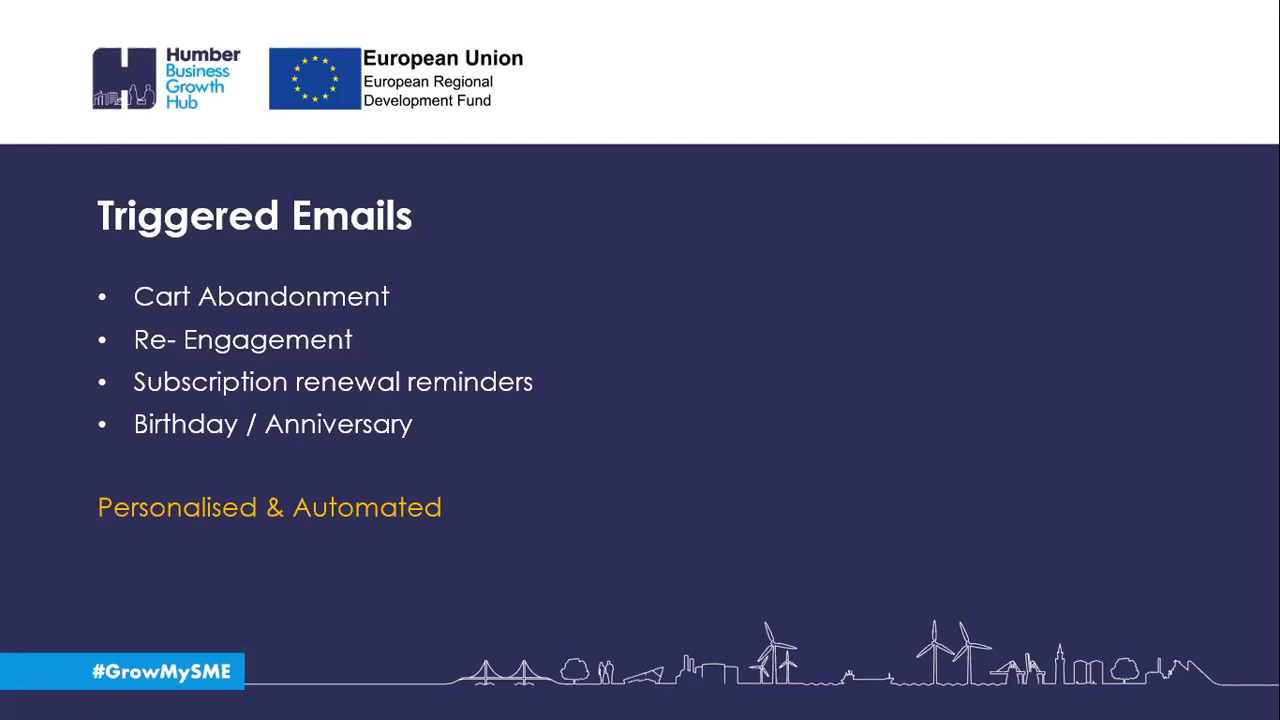 Humber
Business
Growth
Hub
European Union
European Regional
Development Fund
Triggered Emails
• Cart Abandonment
• Re- Engagement
• Subscription renewal reminders
• Birthday / Anniversary
Personalised & Automated
#GrowMySME